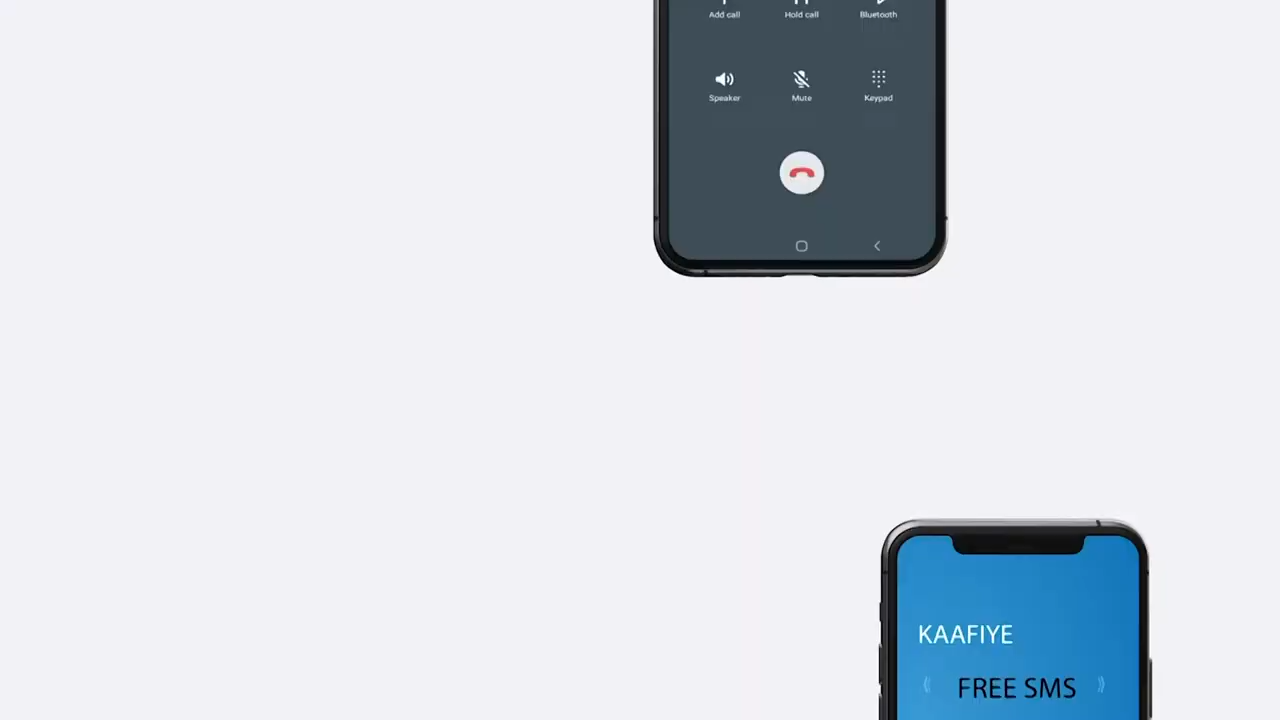 Add call Hold call Bluetooth
Speaker Mute Keypad
KAAFIYE
FREE SMS